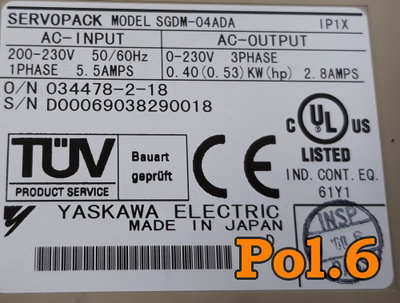 SERVOPACK MODEL SGDM-04ADA IP1X
AC-INPUT AC-OUTPUT
200-230V 50/60Hz 0-230V 3PHASE
1PHASE 5.5AMPS 0.40(0.53)KW(hp) 2.8AMPS
O/N 034478-2-18
S/N D00069038290018
TÜV
PRODUCT SERVICE
Bauart
geprüft
CE
C UL US
LISTED
IND. CONT. EQ.
61Y1
YASKAWA ELECTRIC
MADE IN JAPAN
D
INSP
Pol.6